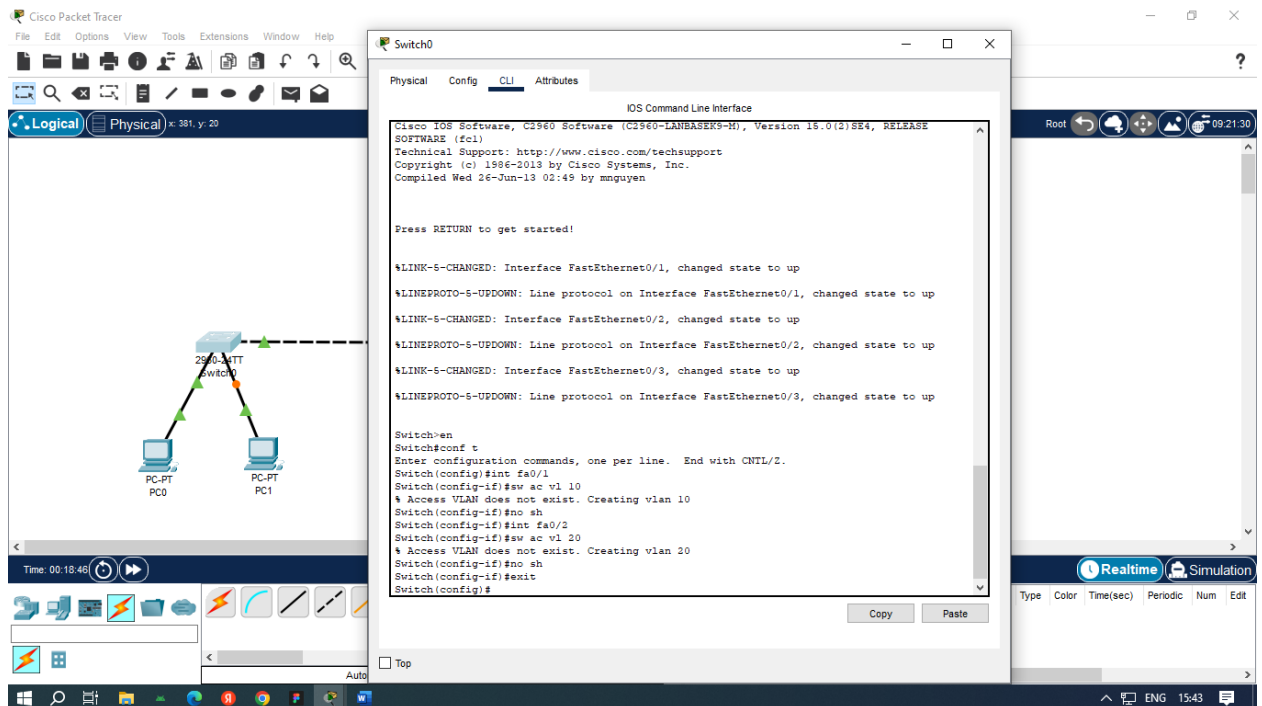 Cisco Packet Tracer
File Edit Options View Tools Extensions Window Help
?
Logical Physical x: 381, y: 20
Root 09:21:30
Switch0
Physical Config CLI Attributes
IOS Command Line Interface
Cisco IOS Software, C2960 Software (C2960-LANBASEK9-M), Version 15.0(2)SE4, RELEASE
SOFTWARE (fc1)
Technical Support: http://www.cisco.com/techsupport
Copyright (c) 1986-2013 by Cisco Systems, Inc.
Compiled Wed 26-Jun-13 02:49 by mnguyen
Press RETURN to get started!
%LINK-5-CHANGED: Interface FastEthernet0/1, changed state to up
%LINEPROTO-5-UPDOWN: Line protocol on Interface FastEthernet0/1, changed state to up
%LINK-5-CHANGED: Interface FastEthernet0/2, changed state to up
%LINEPROTO-5-UPDOWN: Line protocol on Interface FastEthernet0/2, changed state to up
%LINK-5-CHANGED: Interface FastEthernet0/3, changed state to up
%LINEPROTO-5-UPDOWN: Line protocol on Interface FastEthernet0/3, changed state to up
Switch>en
Switch#conf t
Enter configuration commands, one per line. End with CNTL/Z.
Switch(config)#int fa0/1
Switch(config-if)#sw ac vl 10
% Access VLAN does not exist. Creating vlan 10
Switch(config-if)#no sh
Switch(config-if)#int fa0/2
Switch(config-if)#sw ac vl 20
% Access VLAN does not exist. Creating vlan 20
Switch(config-if)#no sh
Switch(config-if)#exit
Switch(config)#
Copy Paste
Top
2960-24TT
Switch0
PC-PT
PC0
PC-PT
PC1
Time: 00:18:46
Realtime Simulation
Type Color Time(sec) Periodic Num Edit
Auto
ENG 15:43